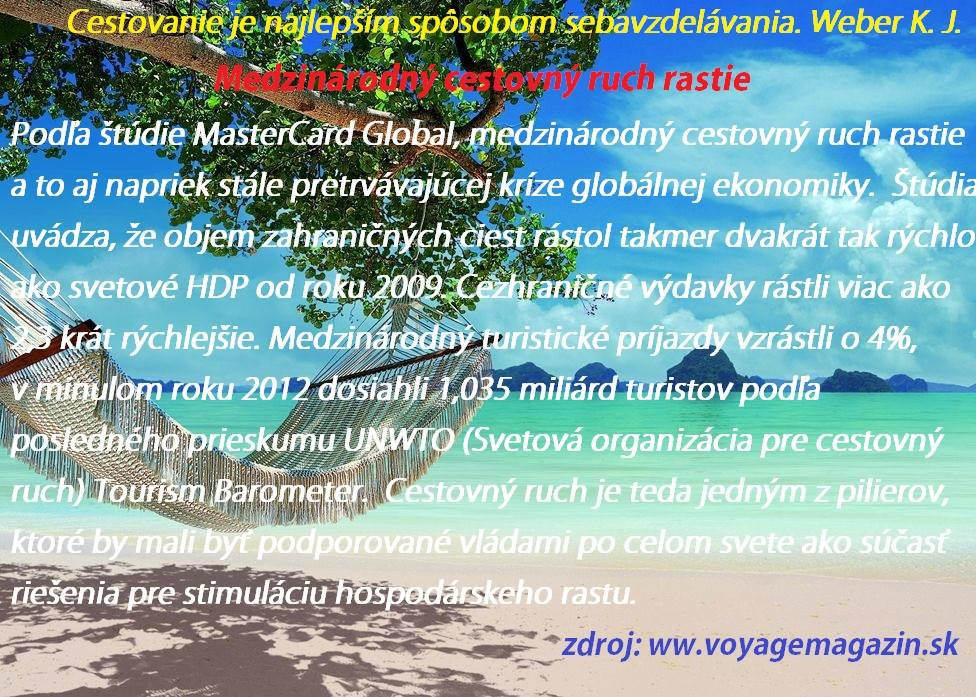 Cestovanie je najlepším spôsobom sebavzdelávania. Weber K. J.
Medzinárodný cestovný ruch rastie
Podľa štúdie MasterCard Global, medzinárodný cestovný ruch rastie
a to aj napriek stále pretrvávajúcej kríze globálnej ekonomiky. Štúdia
uvádza, že objem zahraničných ciest rástol takmer dvakrát tak rýchlo
ako svetové HDP od roku 2009. Cezhraničné výdavky rástli viac ako
2,3 krát rýchlejšie. Medzinárodný turistické príjazdy vzrástli o 4%,
v minulom roku 2012 dosiahli 1,035 miliárd turistov podľa
posledného prieskumu UNWTO (Svetová organizácia pre cestovný
ruch) Tourism Barometer. Cestovný ruch je teda jedným z pilierov,
ktoré by mali byť podporované vládami po celom svete ako súčasť
riešenia pre stimuláciu hospodárskeho rastu.
zdroj: ww.voyagemagazin.sk